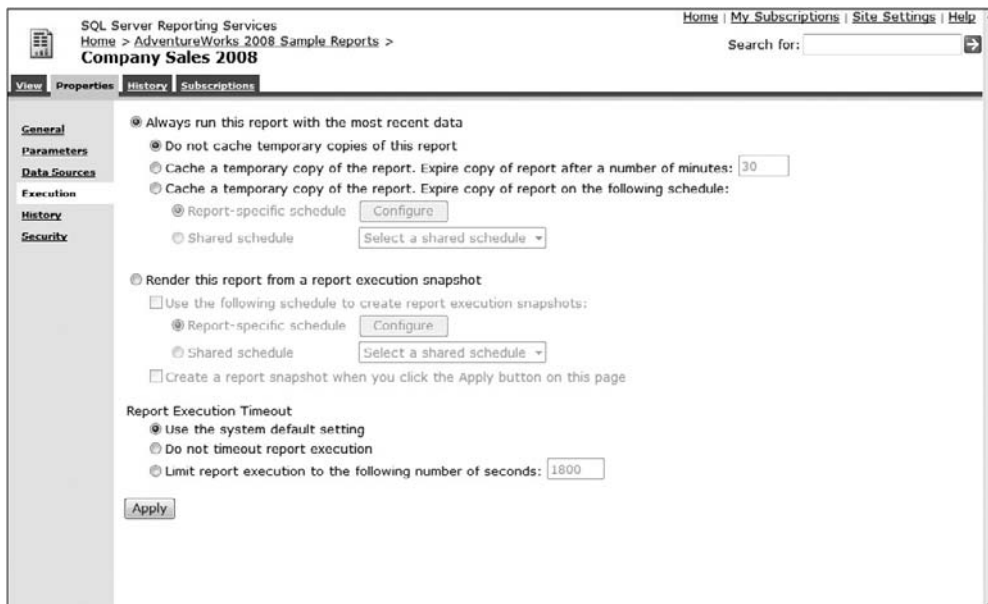 SQL Server Reporting Services
Home > AdventureWorks 2008 Sample Reports >
Company Sales 2008
Home | My Subscriptions | Site Settings | Help
Search for:
View Properties History Subscriptions
General
Parameters
Data Sources
Execution
History
Security
Always run this report with the most recent data
Do not cache temporary copies of this report
Cache a temporary copy of the report. Expire copy of report after a number of minutes: 30
Cache a temporary copy of the report. Expire copy of report on the following schedule:
Report-specific schedule Configure
Shared schedule Select a shared schedule
Render this report from a report execution snapshot
Use the following schedule to create report execution snapshots:
Report-specific schedule Configure
Shared schedule Select a shared schedule
Create a report snapshot when you click the Apply button on this page
Report Execution Timeout
Use the system default setting
Do not timeout report execution
Limit report execution to the following number of seconds: 1800
Apply